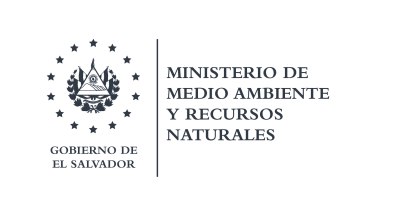 MINISTERIO DE
MEDIO AMBIENTE
Y RECURSOS
NATURALES
GOBIERNO DE
EL SALVADOR